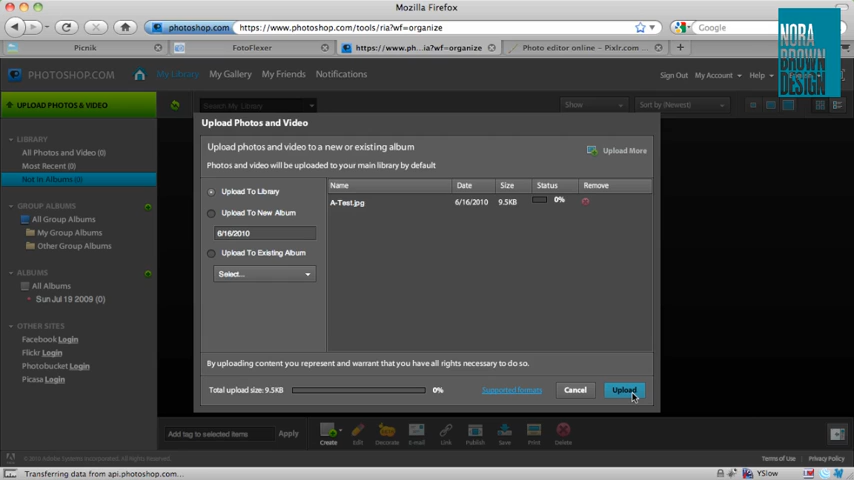 Mozilla Firefox
photoshop.com https://www.photoshop.com/tools/ria?wf=organize Google
Picnik FotoFlexer https://www.ph...ia?wf=organize Photo editor online - Pixlr.com ...
NORA
BROWN
DESIGN
PHOTOSHOP.COM My Library My Gallery My Friends Notifications Sign Out My Account Help
UPLOAD PHOTOS & VIDEO Search My Library Show Sort by (Newest)
Upload Photos and Video
LIBRARY
All Photos and Video (0)
Most Recent (0)
Not In Albums (0)
GROUP ALBUMS
All Group Albums
My Group Albums
Other Group Albums
ALBUMS
All Albums
Sun Jul 19 2009 (0)
OTHER SITES
Facebook Login
Flickr Login
Photobucket Login
Picasa Login
Upload photos and video to a new or existing album
Photos and video will be uploaded to your main library by default
Upload More
Upload To Library
Upload To New Album
6/16/2010
Upload To Existing Album
Select...
Name Date Size Status Remove
A-Test.jpg 6/16/2010 9.5KB 0%
By uploading content you represent and warrant that you have all rights necessary to do so.
Total upload size: 9.5KB 0% Supported formats Cancel Upload
Add tag to selected items Apply Create Edit Decorate E-mail Link Publish Save Print Delete
Terms of Use Privacy Policy
Transferring data from api.photoshop.com... YSlow